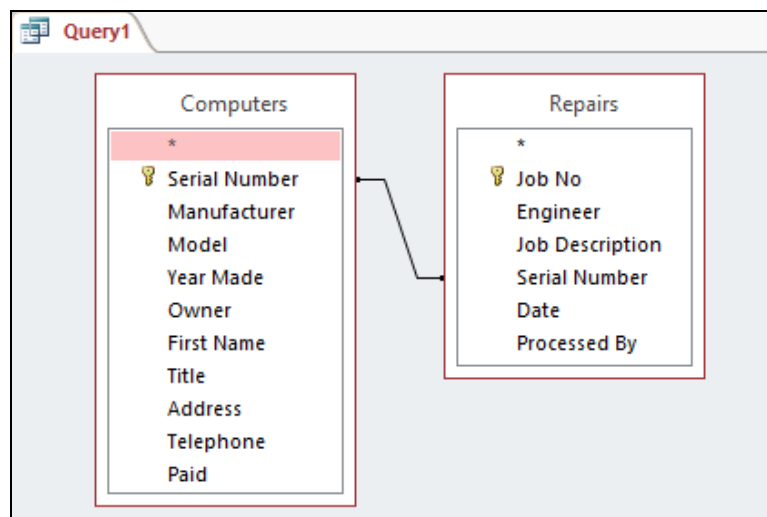 Query1
Computers
*
Serial Number
Manufacturer
Model
Year Made
Owner
First Name
Title
Address
Telephone
Paid
Repairs
*
Job No
Engineer
Job Description
Serial Number
Date
Processed By